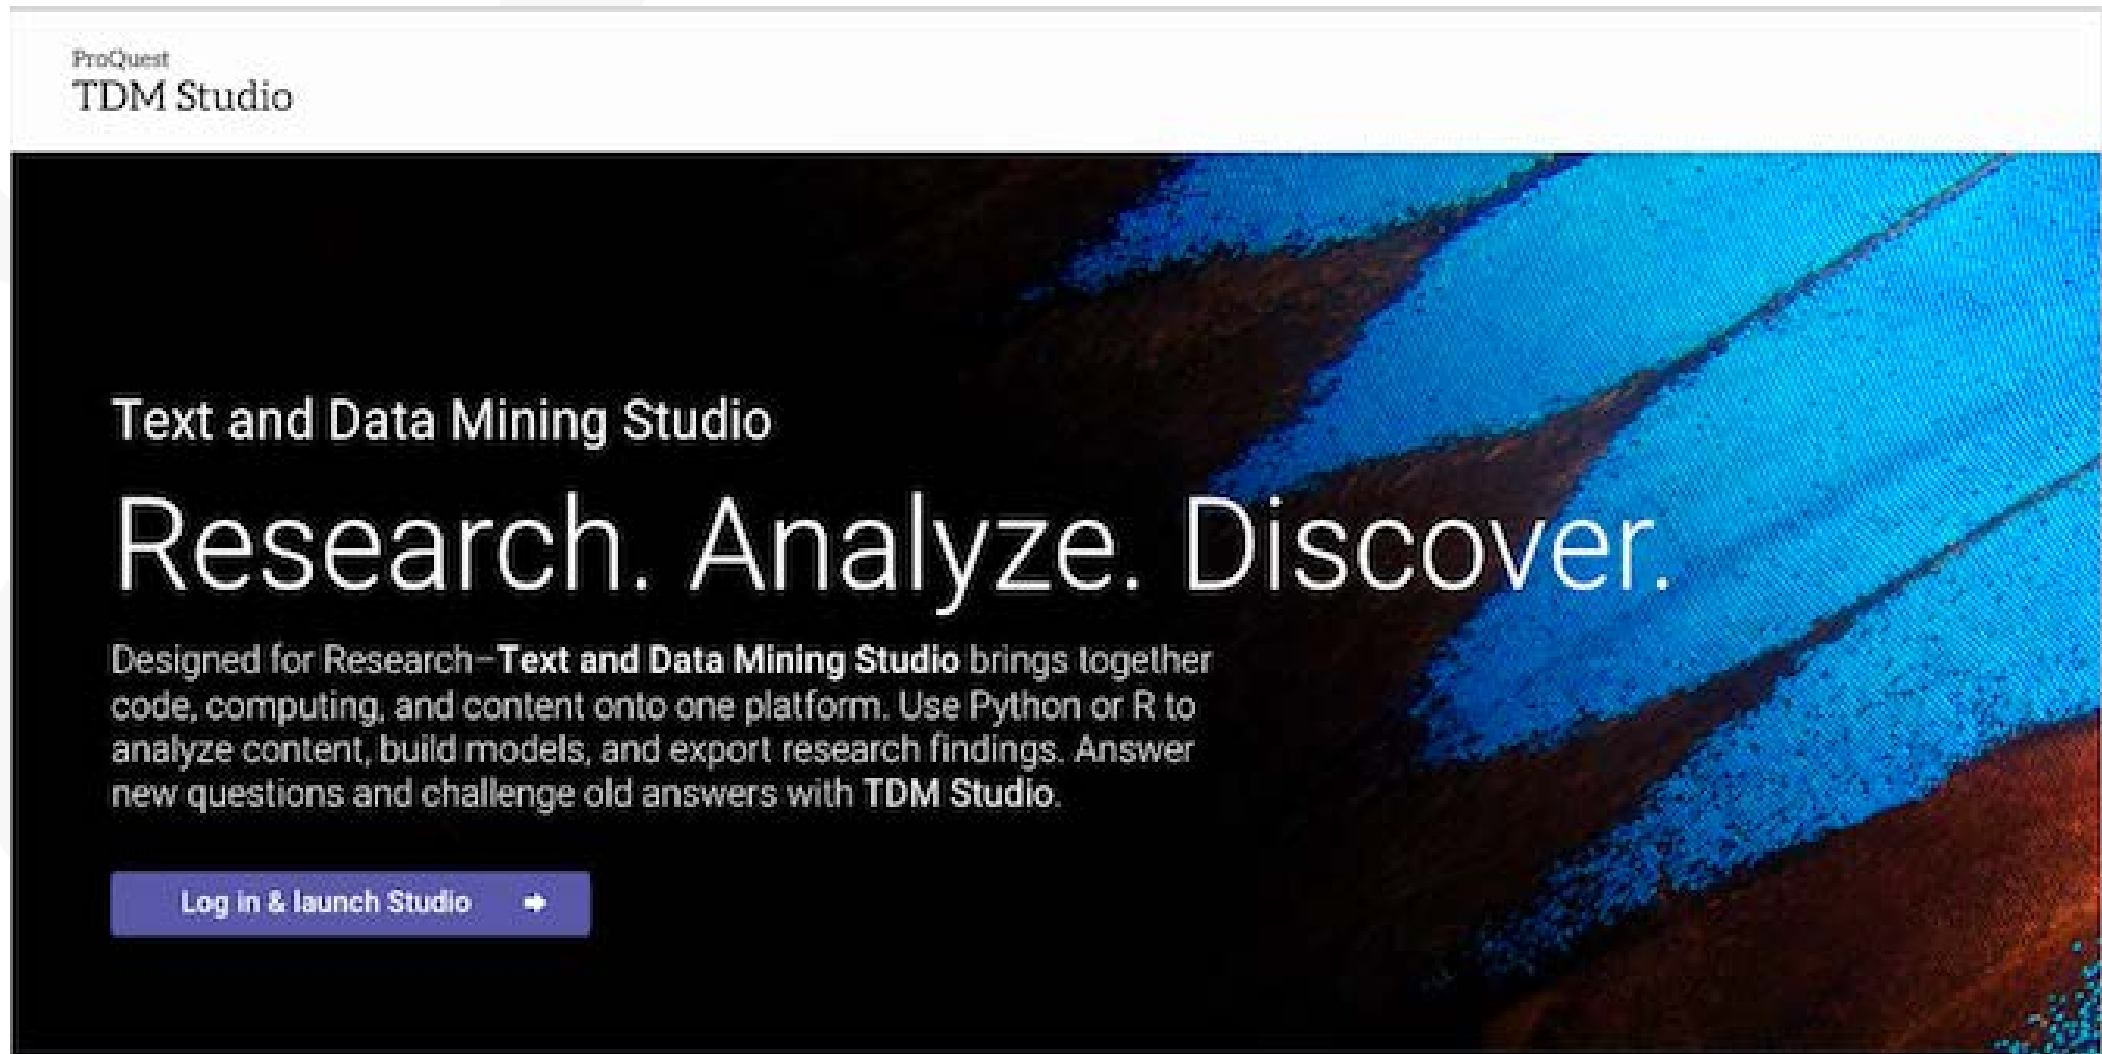 ProQuest
TDM Studio
Text and Data Mining Studio
Research. Analyze. Discover.
Designed for Research–Text and Data Mining Studio brings together
code, computing, and content onto one platform. Use Python or R to
analyze content, build models, and export research findings. Answer
new questions and challenge old answers with TDM Studio.
Log in & launch Studio